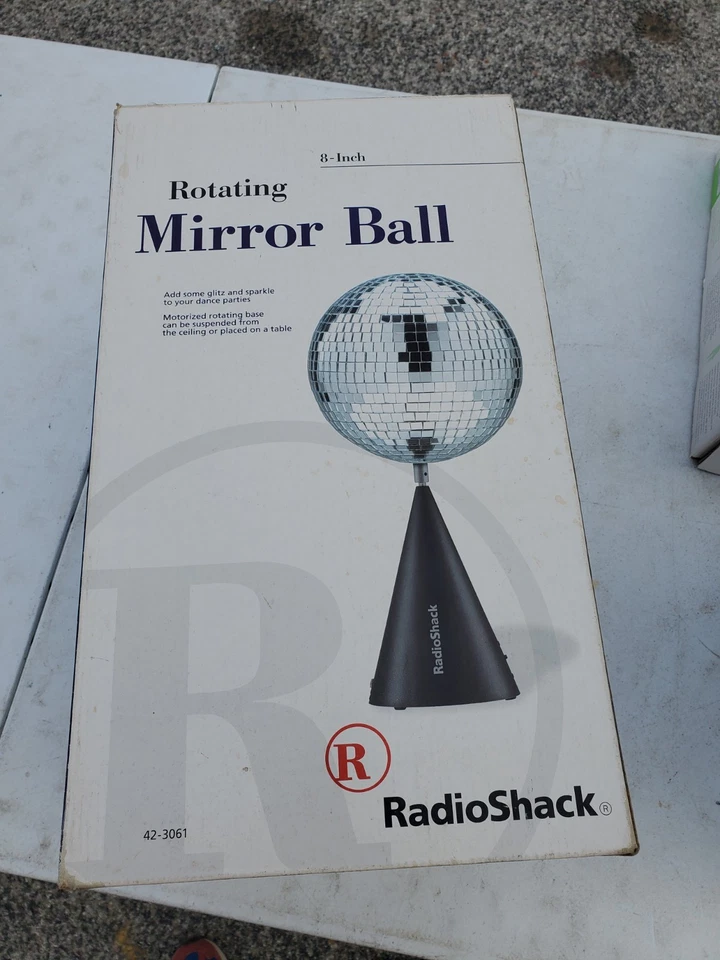 8-Inch
Rotating
Mirror Ball
Add some glitz and sparkle
to your dance parties
Motorized rotating base
can be suspended from
the ceiling or placed on a table
RadioShack
R
R
RadioShack®
42-3061